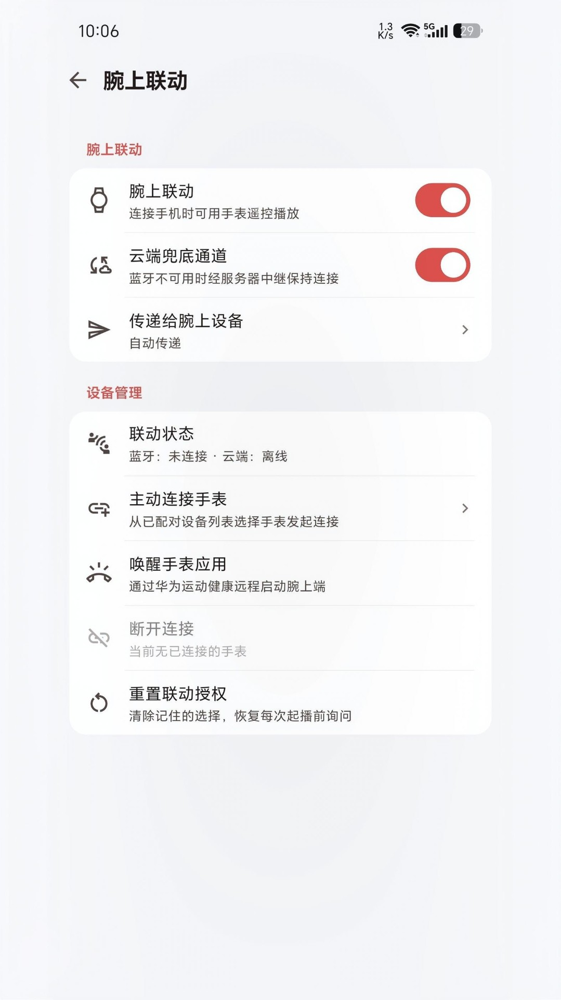 10:06
1.3 K/s 5G 29
腕上联动
腕上联动
腕上联动
连接手机时可用手表遥控播放
云端兜底通道
蓝牙不可用时经服务器中继保持连接
传递给腕上设备
自动传递
设备管理
联动状态
蓝牙：未连接 · 云端：离线
主动连接手表
从已配对设备列表选择手表发起连接
唤醒手表应用
通过华为运动健康远程启动腕上端
断开连接
当前无已连接的手表
重置联动授权
清除记住的选择，恢复每次起播前询问